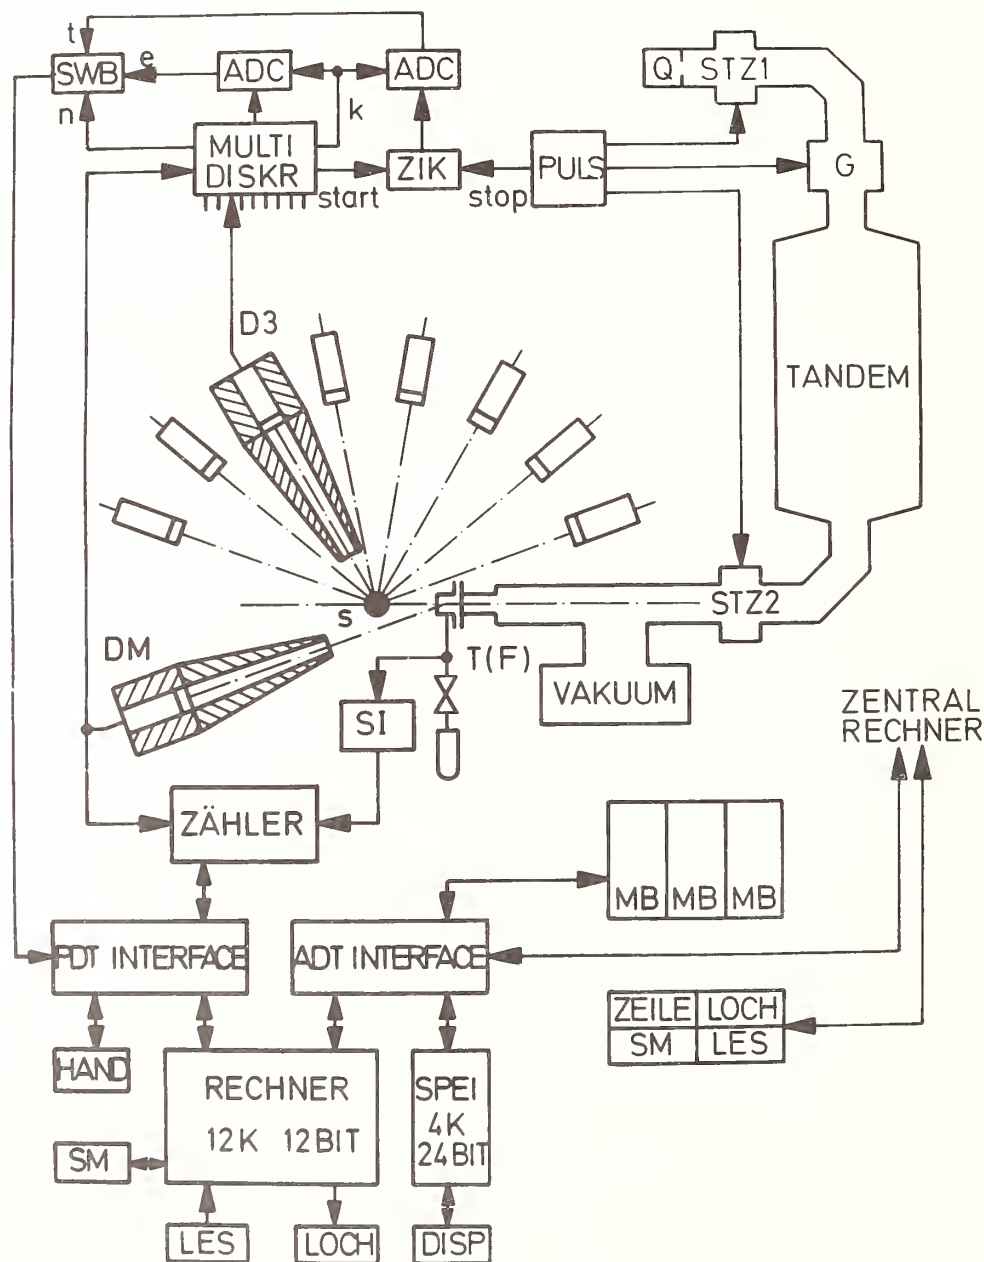 t
SWB
e
ADC
ADC
n
k
MULTI
DISKR
start
ZIK
stop
PULS
Q
STZ1
G
TANDEM
D3
S
DM
STZ2
T(F)
VAKUUM
SI
ZENTRAL
RECHNER
ZÄHLER
MB MB MB
PDT INTERFACE
ADT INTERFACE
ZEILE LOCH
SM LES
HAND
RECHNER
12K 12BIT
SPEI
4K
24BIT
SM
LES
LOCH
DISP